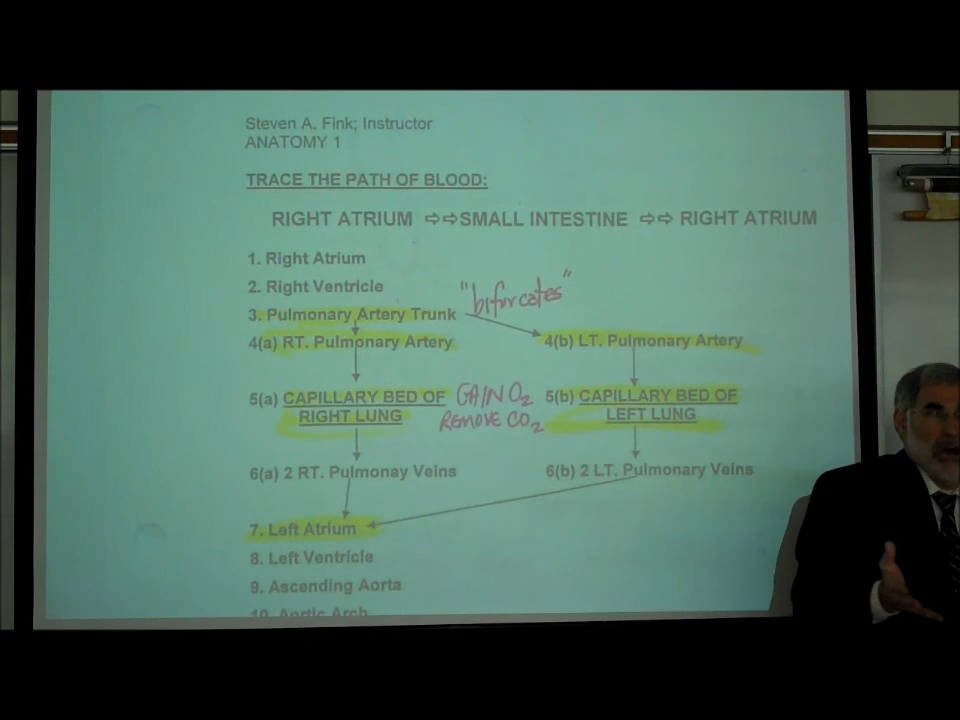 Steven A. Fink; Instructor
ANATOMY 1
TRACE THE PATH OF BLOOD:
RIGHT ATRIUM ⇨⇨SMALL INTESTINE ⇨⇨ RIGHT ATRIUM
1. Right Atrium
2. Right Ventricle
"bifurcates"
3. Pulmonary Artery Trunk
4(a) RT. Pulmonary Artery 4(b) LT. Pulmonary Artery
5(a) CAPILLARY BED OF GAIN O2 5(b) CAPILLARY BED OF
RIGHT LUNG REMOVE CO2 LEFT LUNG
6(a) 2 RT. Pulmonay Veins 6(b) 2 LT. Pulmonary Veins
7. Left Atrium
8. Left Ventricle
9. Ascending Aorta
10. Aortic Arch